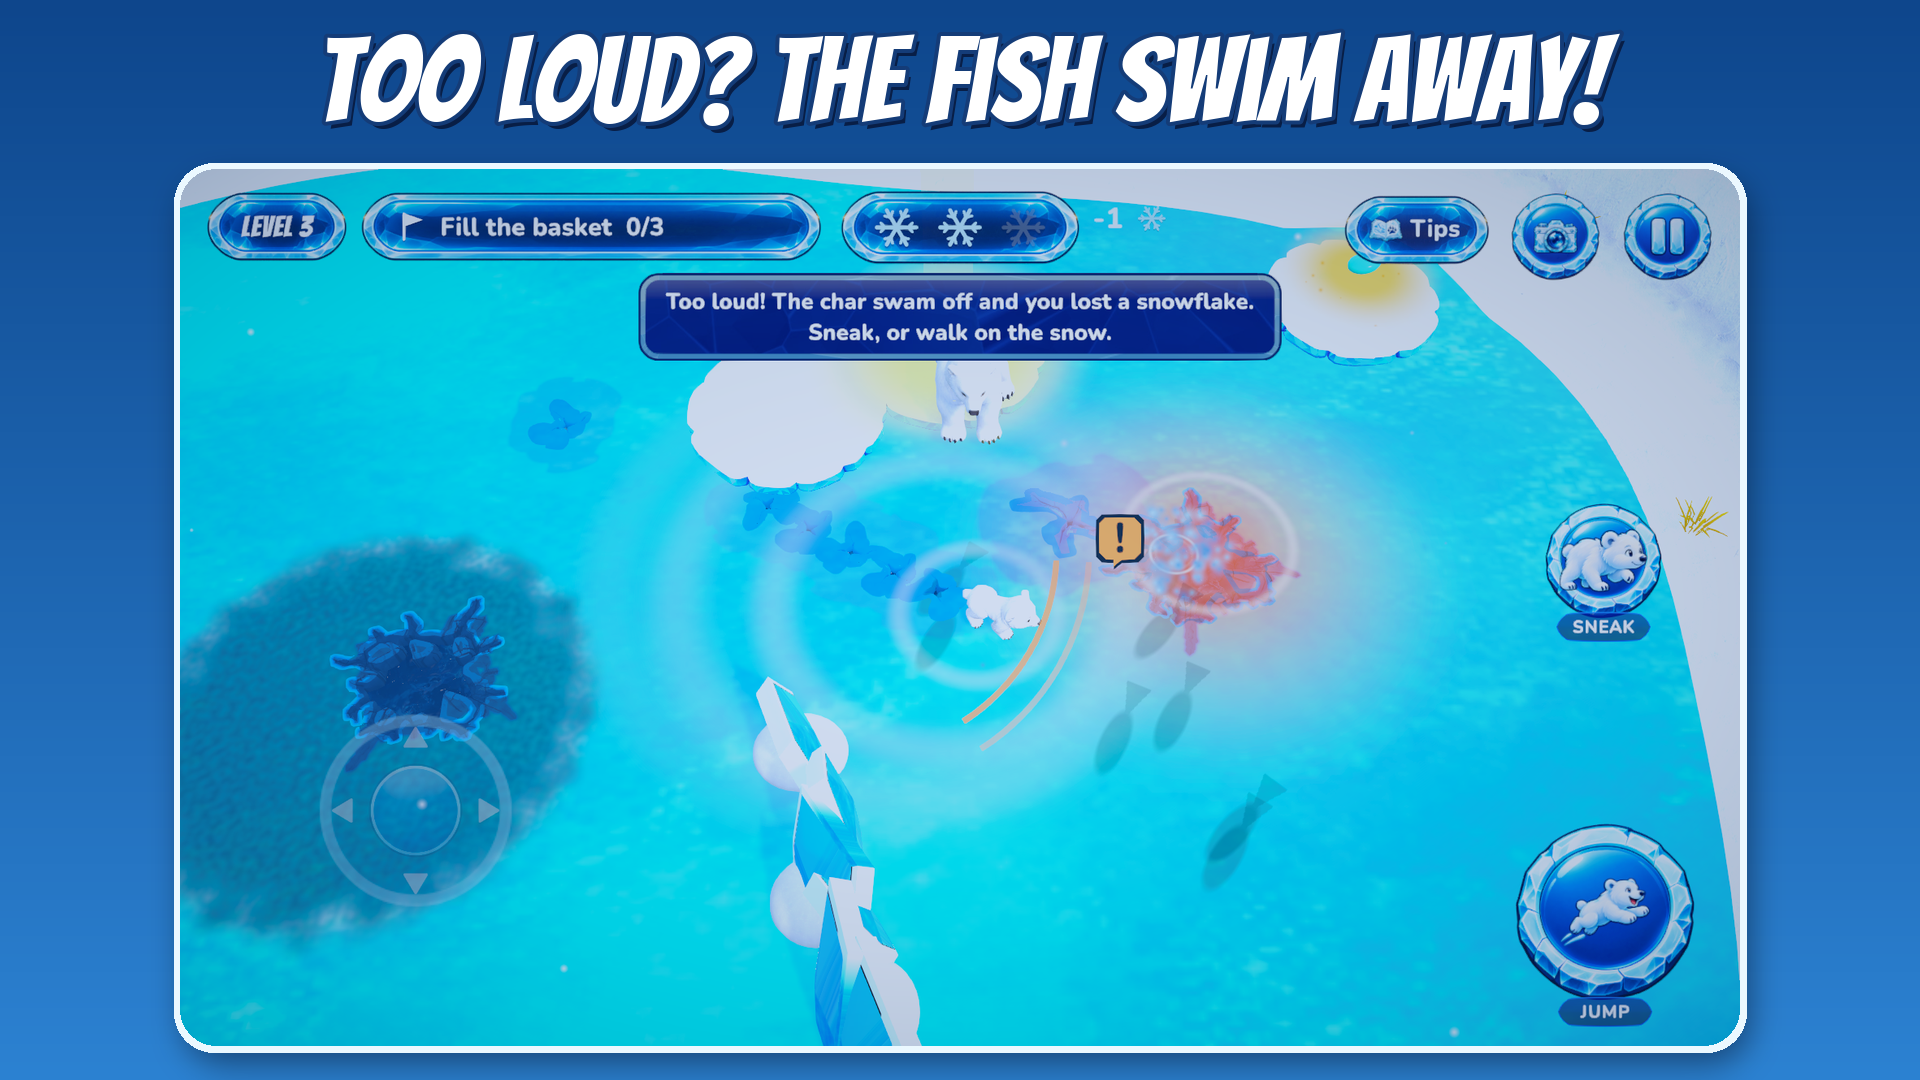 TOO LOUD? THE FISH SWIM AWAY!
LEVEL 3
Fill the basket 0/3
-1
Tips
Too loud! The char swam off and you lost a snowflake.
Sneak, or walk on the snow.
!
SNEAK
JUMP